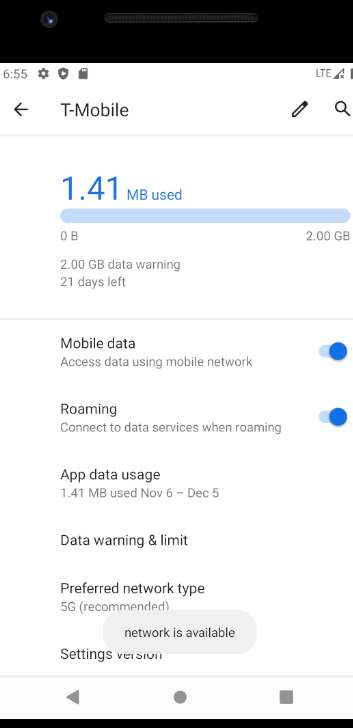 6:55 LTE
T-Mobile
1.41 MB used
0 B 2.00 GB
2.00 GB data warning
21 days left
Mobile data
Access data using mobile network
Roaming
Connect to data services when roaming
App data usage
1.41 MB used Nov 6 – Dec 5
Data warning & limit
Preferred network type
5G (recommended)
network is available
Settings version